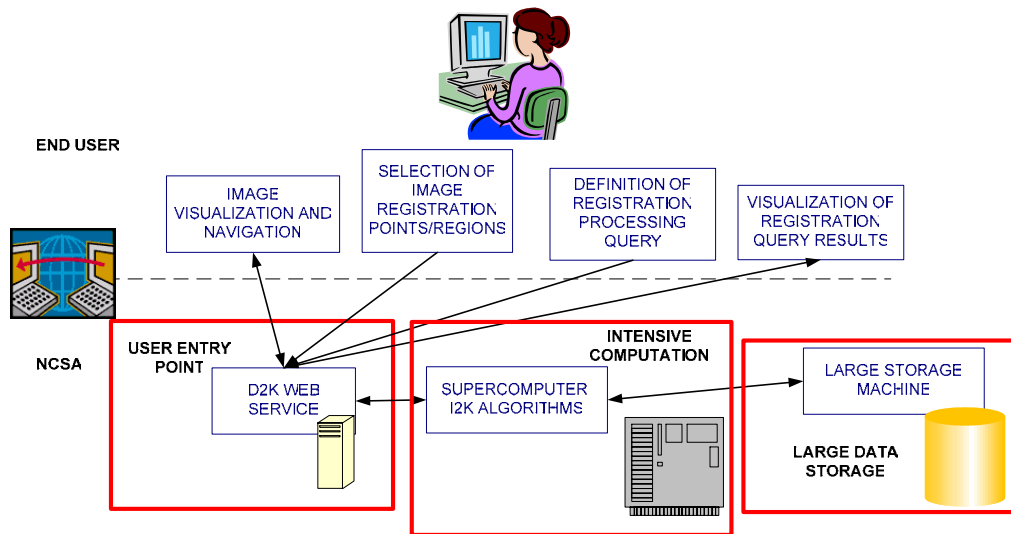 END USER
IMAGE
VISUALIZATION AND
NAVIGATION
SELECTION OF
IMAGE
REGISTRATION
POINTS/REGIONS
DEFINITION OF
REGISTRATION
PROCESSING
QUERY
VISUALIZATION OF
REGISTRATION
QUERY RESULTS
NCSA
USER ENTRY
POINT
D2K WEB
SERVICE
INTENSIVE
COMPUTATION
SUPERCOMPUTER
I2K ALGORITHMS
LARGE STORAGE
MACHINE
LARGE DATA
STORAGE